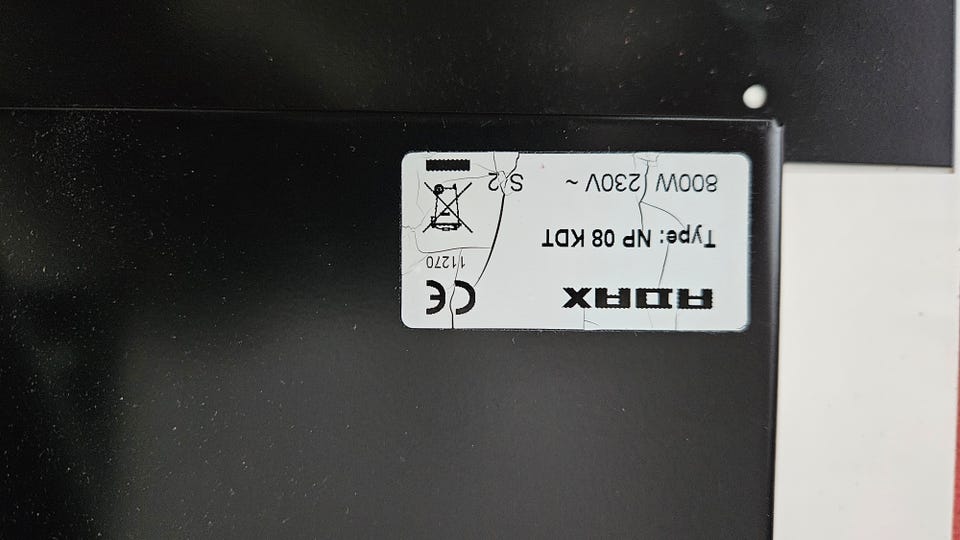 ADAX
CE
11270
Type: NP 08 KDT
800W 230V ~
S/2